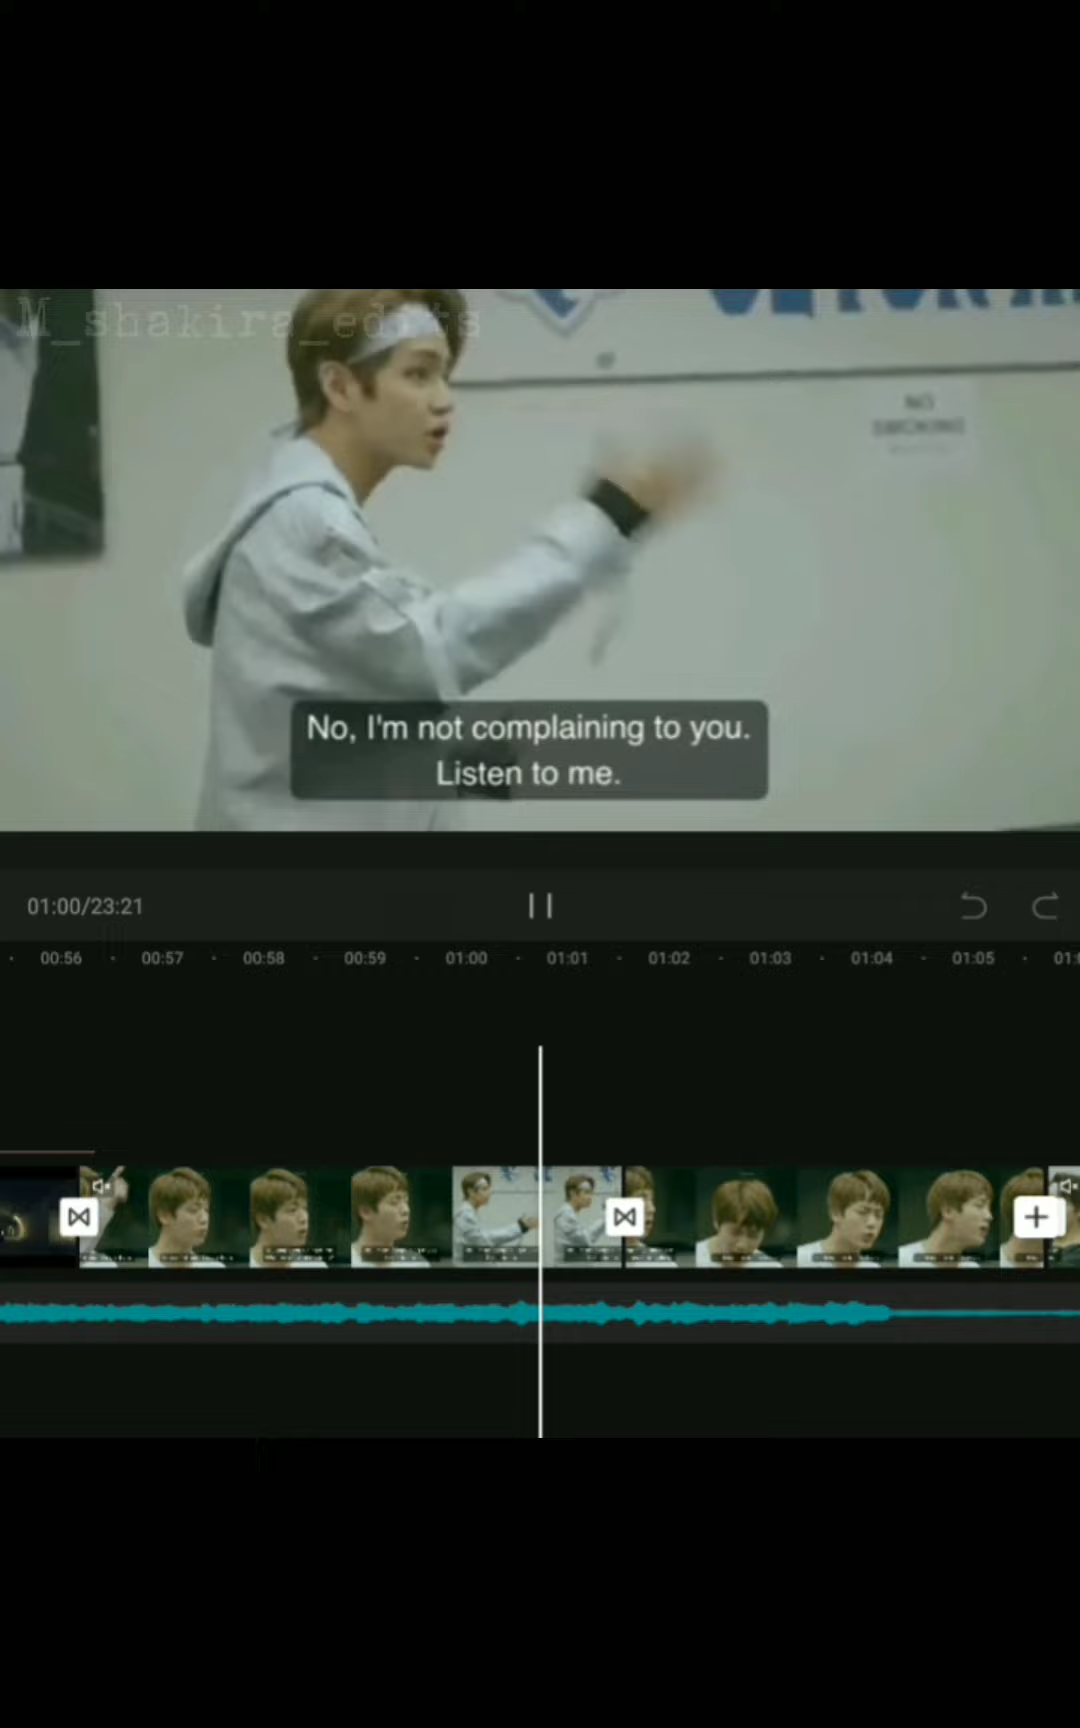 M_shakira_edits
NO
SMOKING
No, I'm not complaining to you.
Listen to me.
01:00/23:21
00:56 00:57 00:58 00:59 01:00 01:01 01:02 01:03 01:04 01:05